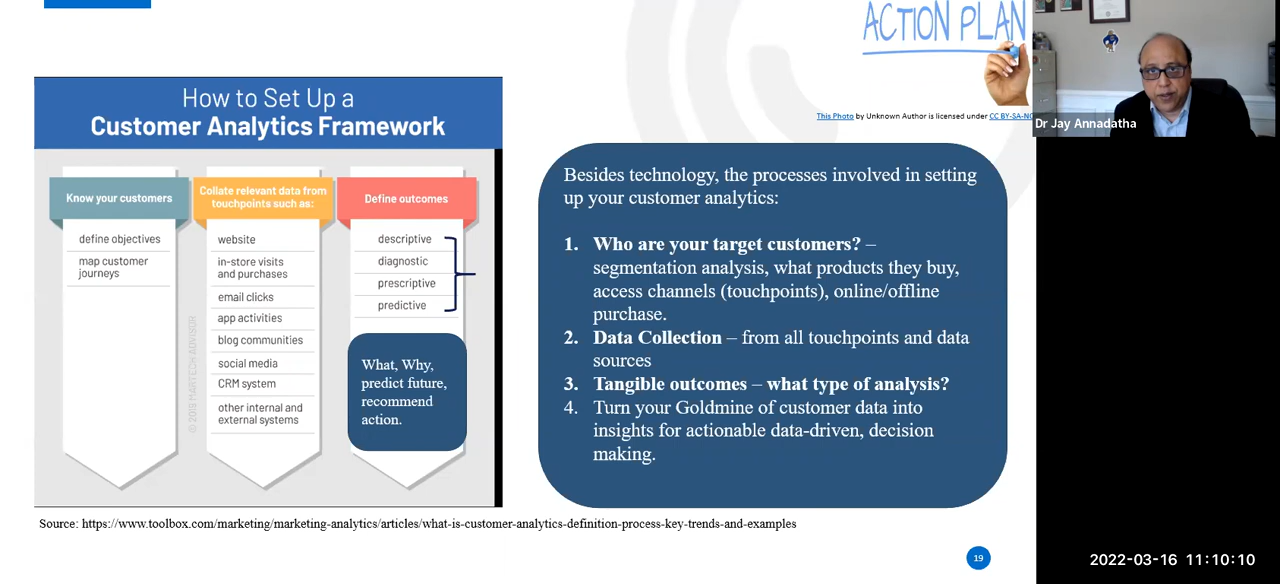 ACTION PLAN
This Photo by Unknown Author is licensed under CC BY-SA-NC
Dr Jay Annadatha
How to Set Up a
Customer Analytics Framework
Know your customers
define objectives
map customer
journeys
Collate relevant data from
touchpoints such as:
website
in-store visits
and purchases
email clicks
app activities
blog communities
social media
CRM system
other internal and
external systems
Define outcomes
descriptive
diagnostic
prescriptive
predictive
What, Why,
predict future,
recommend
action.
© 2019 MARTECH ADVISOR
Besides technology, the processes involved in setting
up your customer analytics:
1. Who are your target customers? –
segmentation analysis, what products they buy,
access channels (touchpoints), online/offline
purchase.
2. Data Collection – from all touchpoints and data
sources
3. Tangible outcomes – what type of analysis?
4. Turn your Goldmine of customer data into
insights for actionable data-driven, decision
making.
Source: https://www.toolbox.com/marketing/marketing-analytics/articles/what-is-customer-analytics-definition-process-key-trends-and-examples
19
2022-03-16 11:10:10